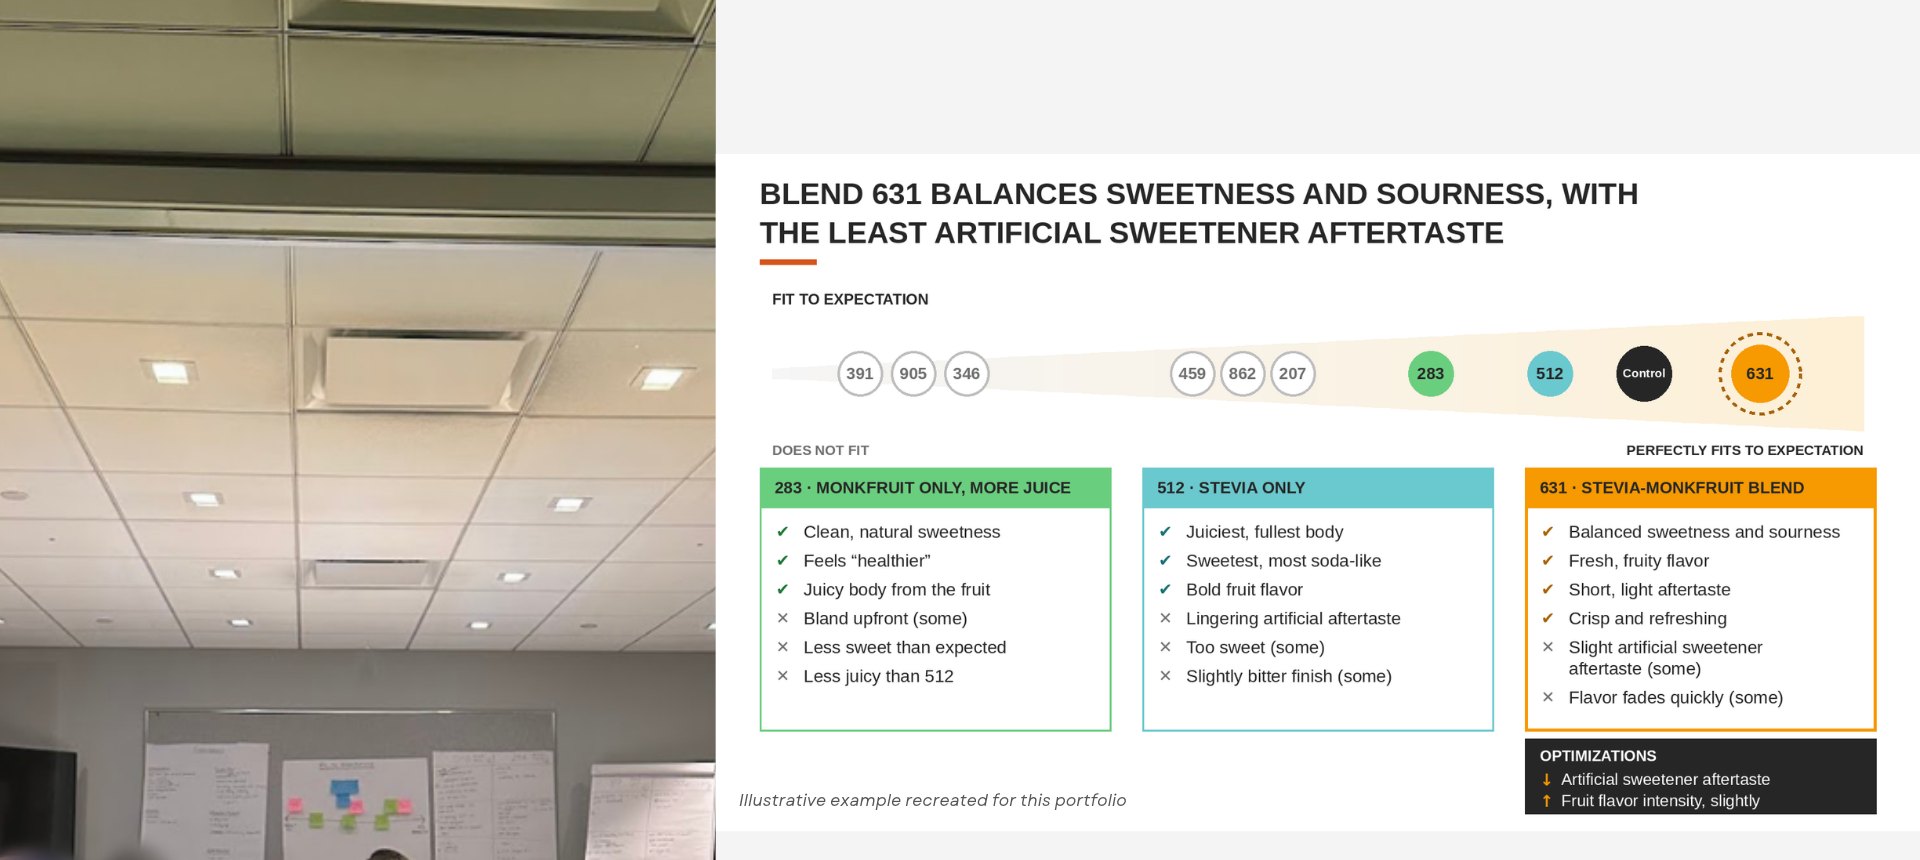 BLEND 631 BALANCES SWEETNESS AND SOURNESS, WITH
THE LEAST ARTIFICIAL SWEETENER AFTERTASTE
FIT TO EXPECTATION
391
905
346
459
862
207
283
512
Control
631
DOES NOT FIT
PERFECTLY FITS TO EXPECTATION
283 · MONKFRUIT ONLY, MORE JUICE
✔ Clean, natural sweetness
✔ Feels “healthier”
✔ Juicy body from the fruit
✕ Bland upfront (some)
✕ Less sweet than expected
✕ Less juicy than 512
512 · STEVIA ONLY
✔ Juiciest, fullest body
✔ Sweetest, most soda-like
✔ Bold fruit flavor
✕ Lingering artificial aftertaste
✕ Too sweet (some)
✕ Slightly bitter finish (some)
631 · STEVIA-MONKFRUIT BLEND
✔ Balanced sweetness and sourness
✔ Fresh, fruity flavor
✔ Short, light aftertaste
✔ Crisp and refreshing
✕ Slight artificial sweetener
aftertaste (some)
✕ Flavor fades quickly (some)
OPTIMIZATIONS
↓ Artificial sweetener aftertaste
↑ Fruit flavor intensity, slightly
Illustrative example recreated for this portfolio